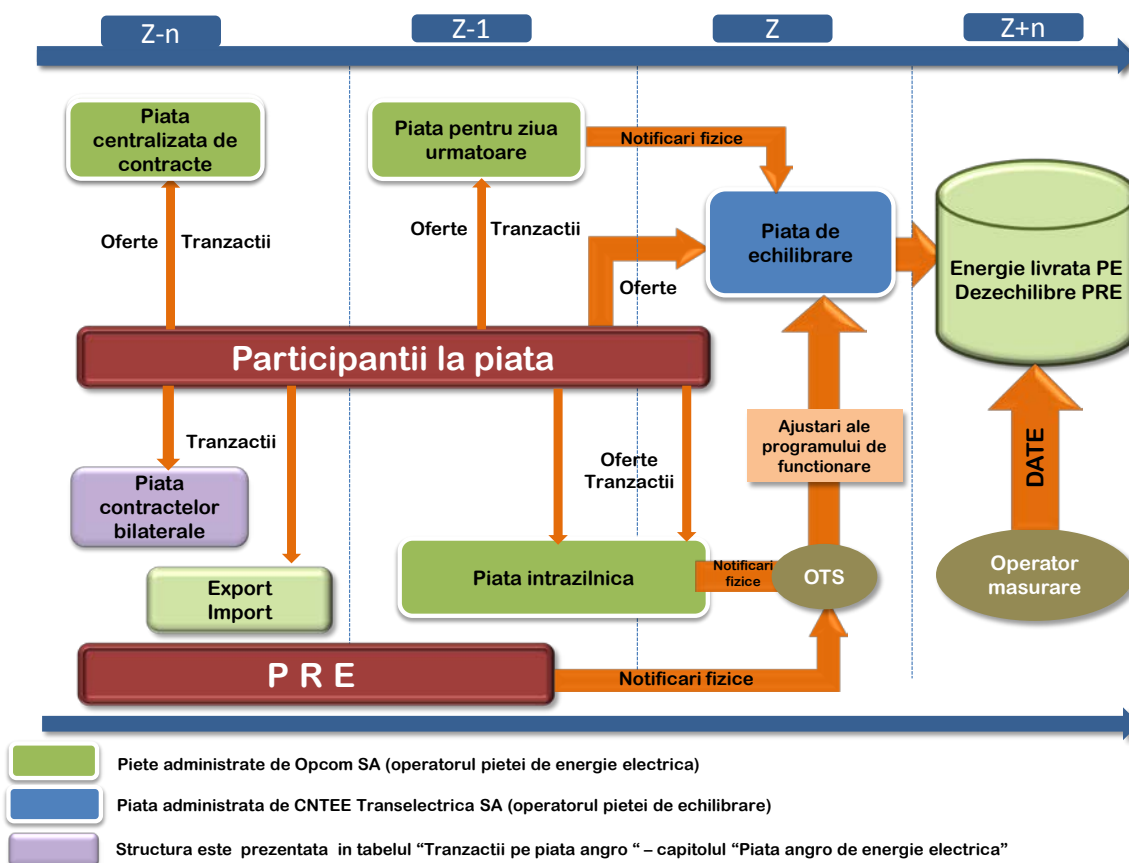 Z-n
Z-1
Z
Z+n
Piata
centralizata de
contracte
Piata pentru ziua
urmatoare
Notificari fizice
Oferte
Tranzactii
Oferte
Tranzactii
Oferte
Piata de
echilibrare
Energie livrata PE
Dezechilibre PRE
Participantii la piata
Tranzactii
Piata
contractelor
bilaterale
Export
Import
Oferte
Tranzactii
Ajustari ale
programului de
functionare
DATE
Piata intrazilnica
Notificari
fizice
OTS
Operator
masurare
P R E
Notificari fizice
Piete administrate de Opcom SA (operatorul pietei de energie electrica)
Piata administrata de CNTEE Transelectrica SA (operatorul pietei de echilibrare)
Structura este prezentata in tabelul “Tranzactii pe piata angro “ – capitolul “Piata angro de energie electrica”